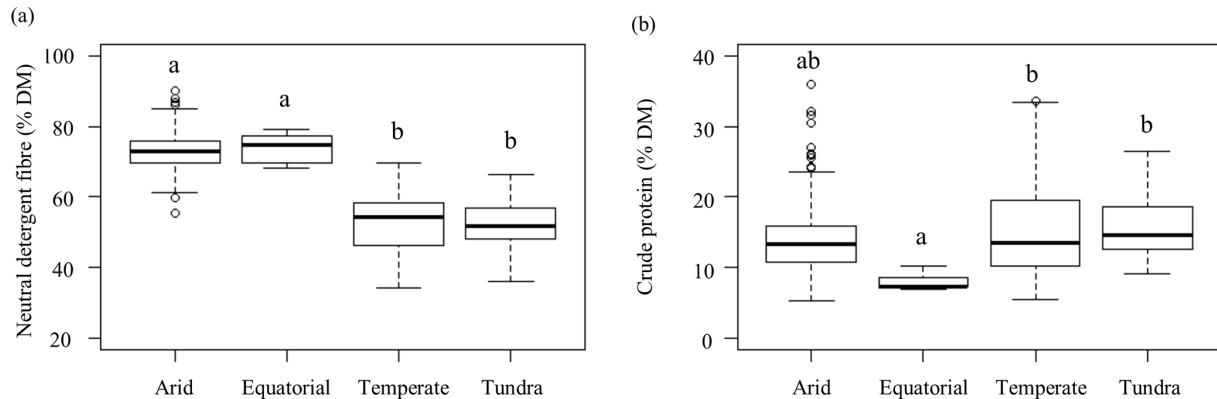 (a)
Neutral detergent fibre (% DM)
100
80
60
40
20
a
a
b
b
Arid
Equatorial
Temperate
Tundra
(b)
Crude protein (% DM)
40
30
20
10
0
ab
a
b
b
Arid
Equatorial
Temperate
Tundra